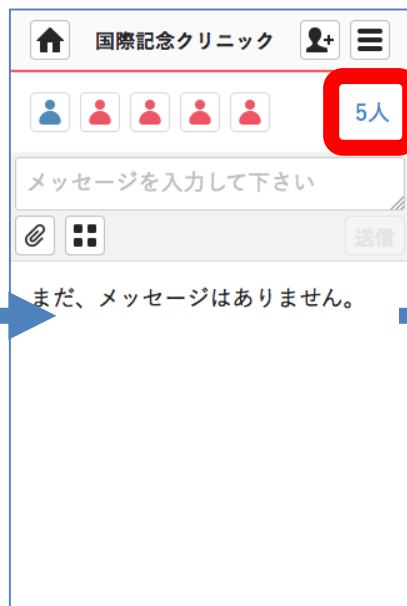 国際記念クリニック
5人
メッセージを入力して下さい
送信
まだ、メッセージはありません。